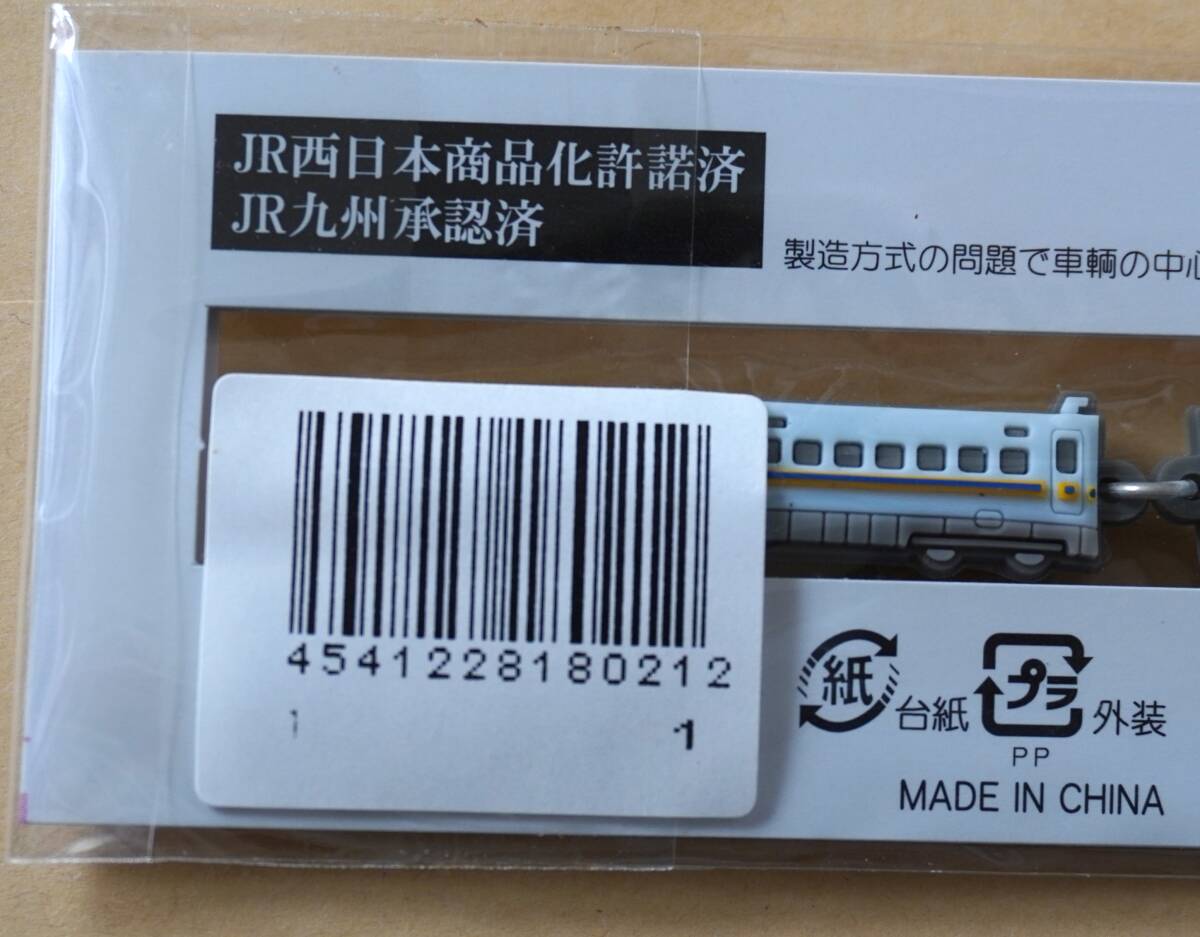 JR西日本商品化許諾済
JR九州承認済
製造方式の問題で車輌の中心
4541228180212
1 1
紙 台紙 プラ 外装
PP
MADE IN CHINA